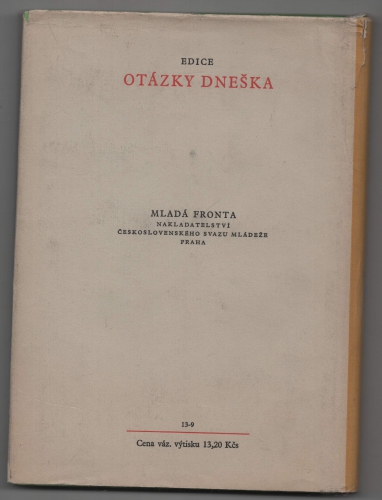 EDICE
OTÁZKY DNEŠKA
MLADÁ FRONTA
NAKLADATELSTVÍ
ČESKOSLOVENSKÉHO SVAZU MLÁDEŽE
PRAHA
13-9
Cena váz. výtisku 13,20 Kčs